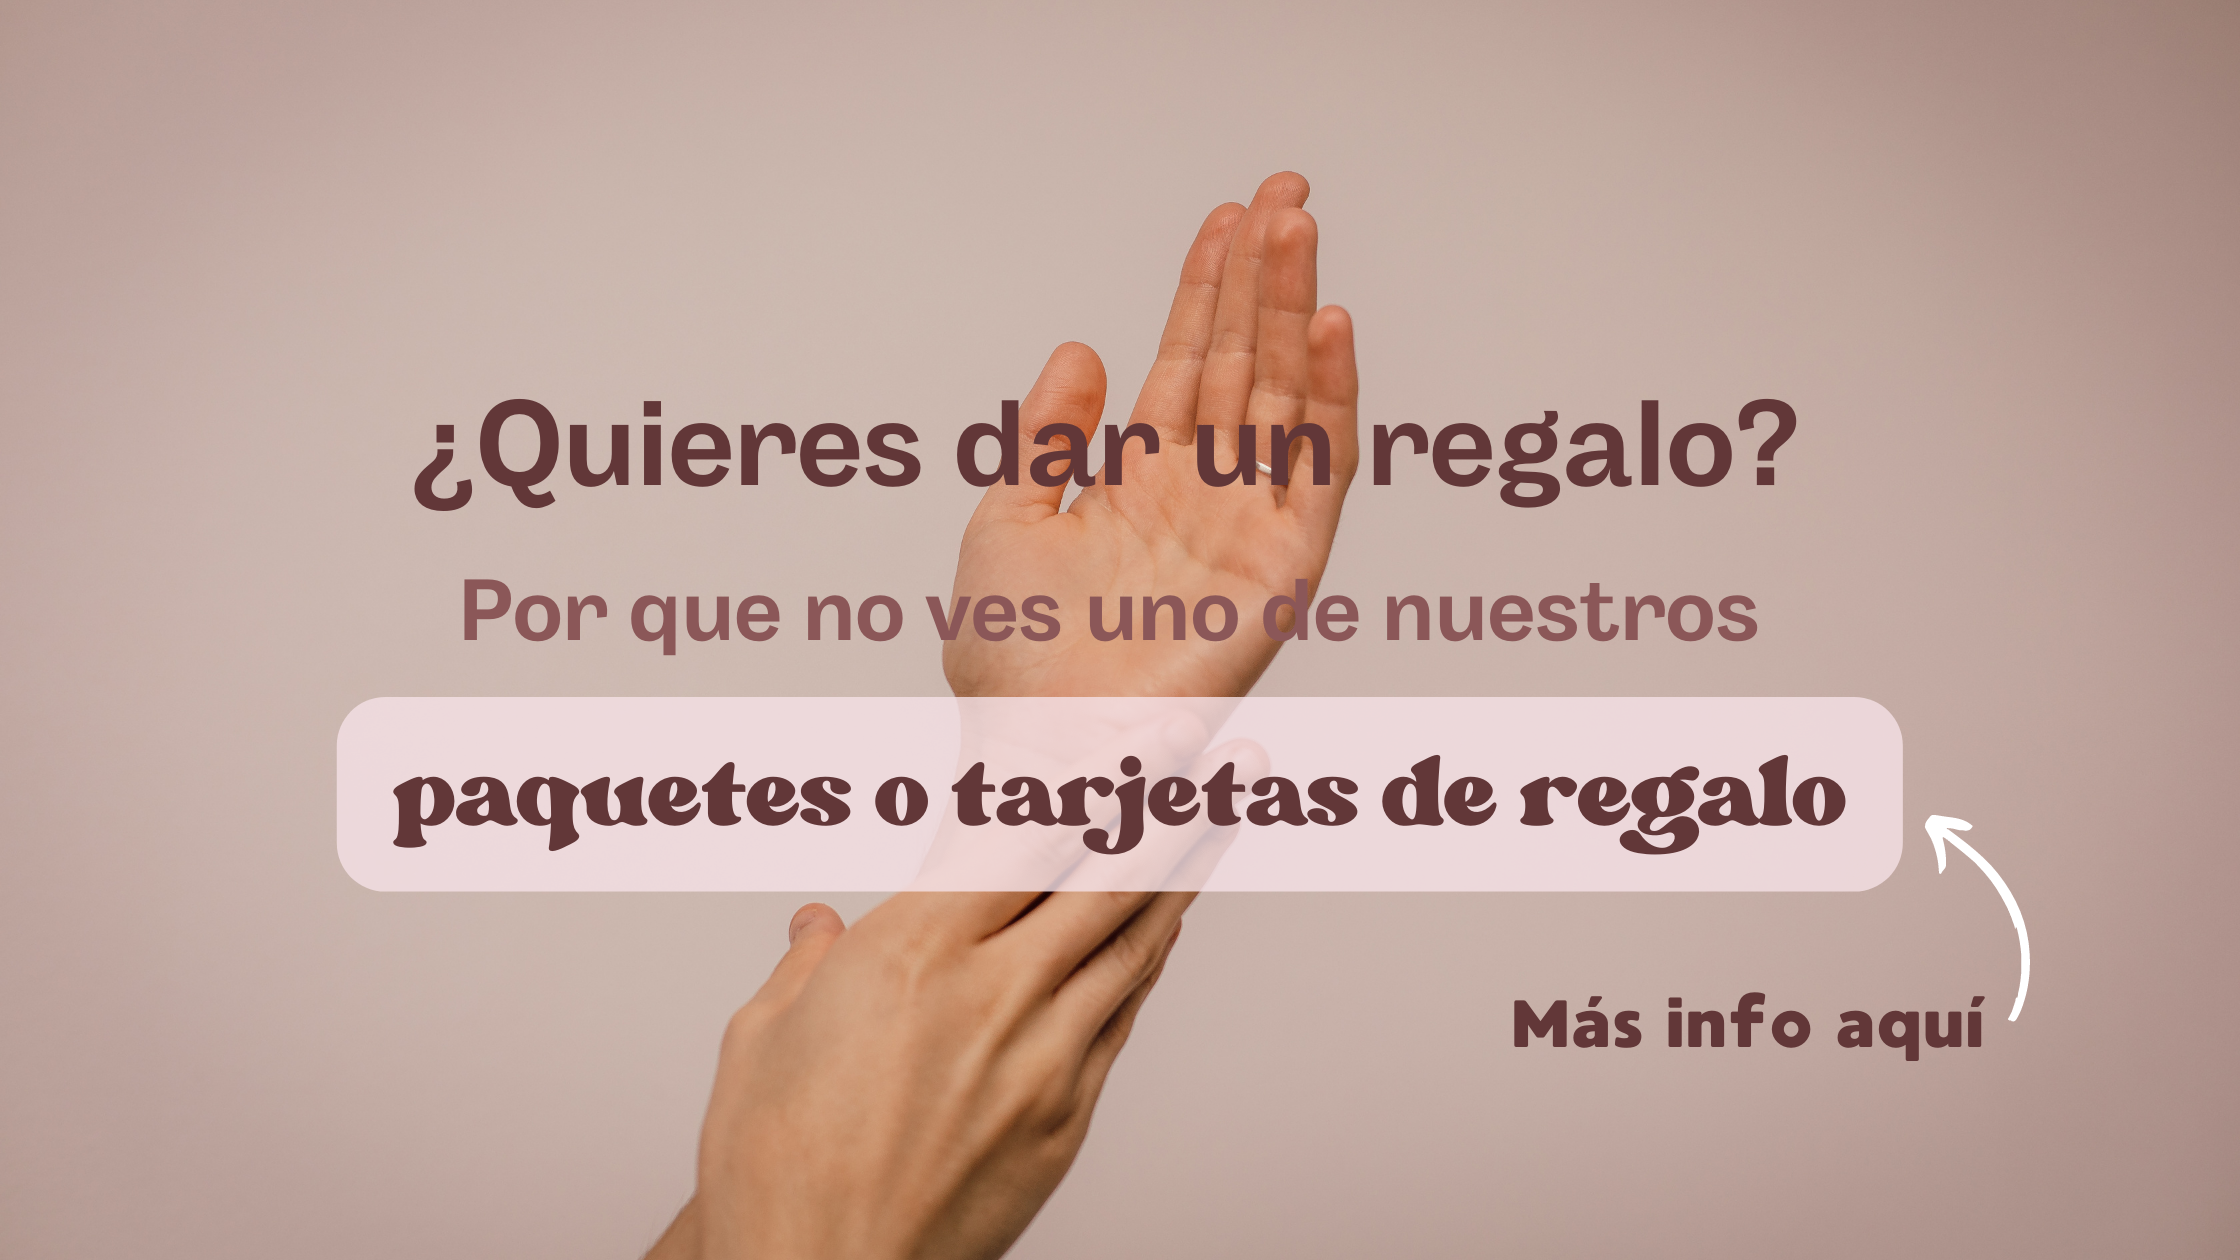 ¿Quieres dar un regalo?
Por que no ves uno de nuestros
paquetes o tarjetas de regalo
Más info aquí